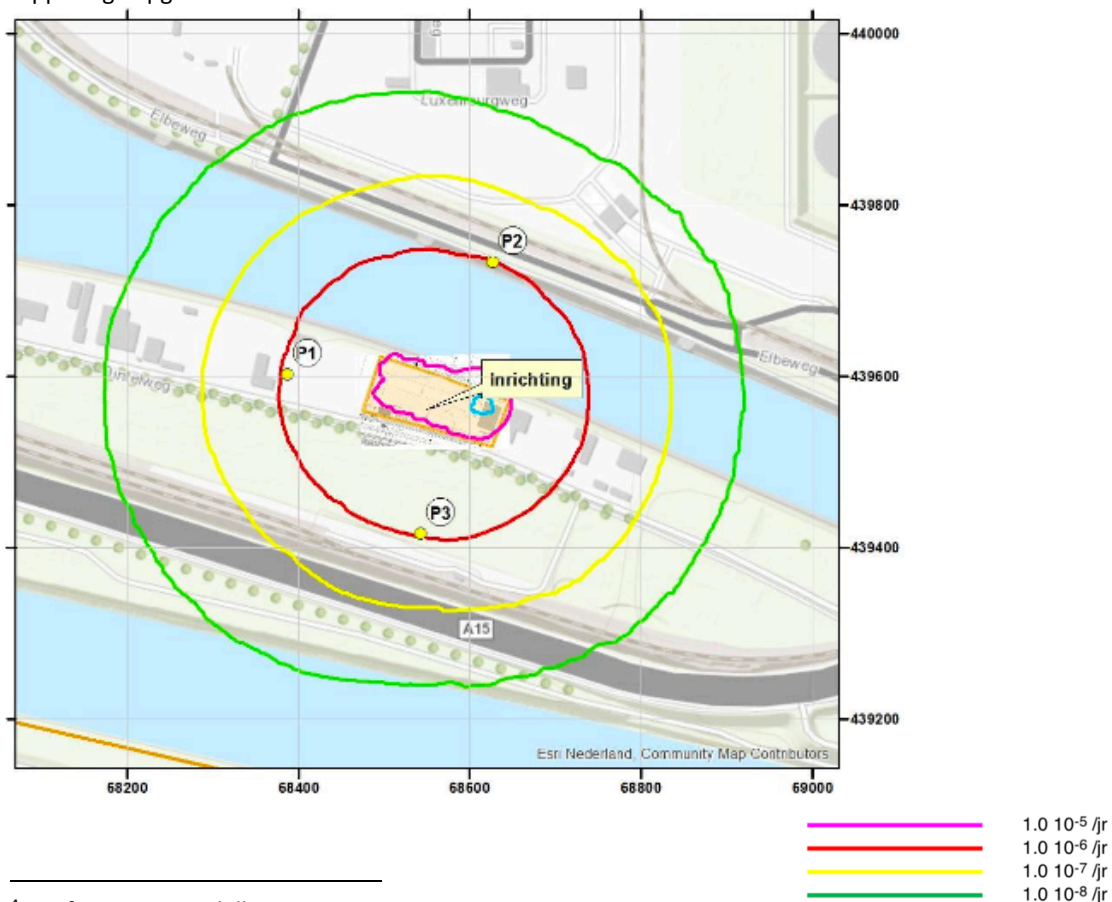 440000
Luxemburgweg
Elbeweg
439800
P2
P1
Elbeweg
439600
Inrichting
Dintelweg
P3
439400
A15
439200
Esri Nederland, Community Map Contributors
68200 68400 68600 68800 69000
1.0 10-5 /jr
1.0 10-6 /jr
1.0 10-7 /jr
1.0 10-8 /jr